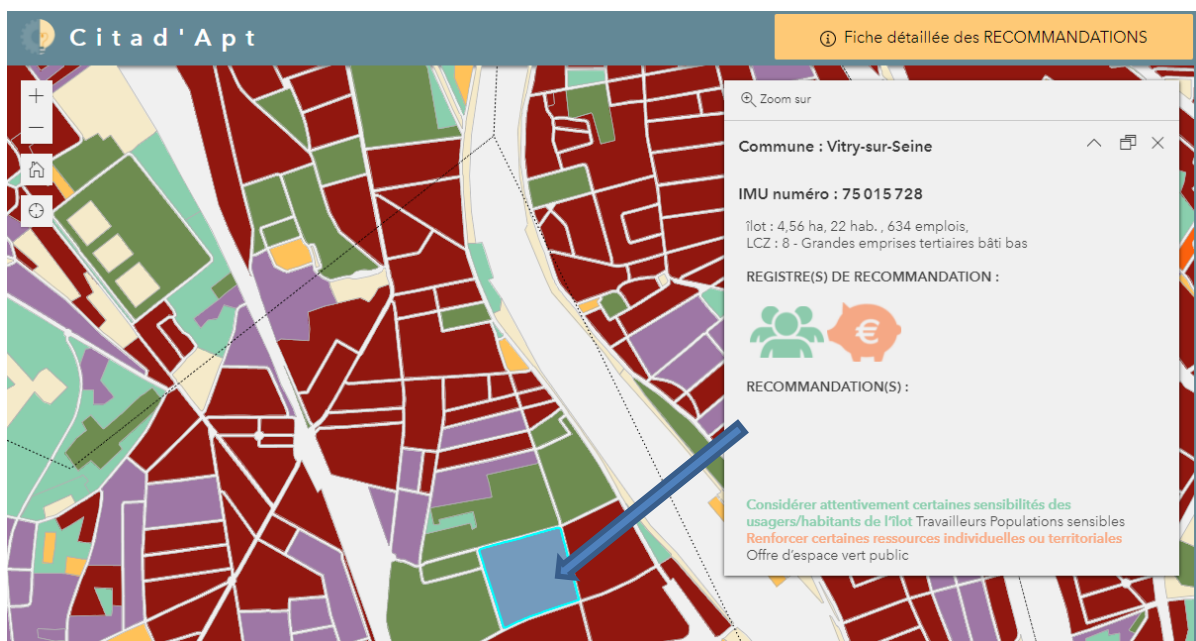 Citad'Apt
Fiche détaillée des RECOMMANDATIONS
Zoom sur
Commune : Vitry-sur-Seine
IMU numéro : 75 015 728
îlot : 4,56 ha, 22 hab. , 634 emplois,
LCZ : 8 - Grandes emprises tertiaires bâti bas
REGISTRE(S) DE RECOMMANDATION :
€
RECOMMANDATION(S) :
Considérer attentivement certaines sensibilités des
usagers/habitants de l'îlot Travailleurs Populations sensibles
Renforcer certaines ressources individuelles ou territoriales
Offre d'espace vert public